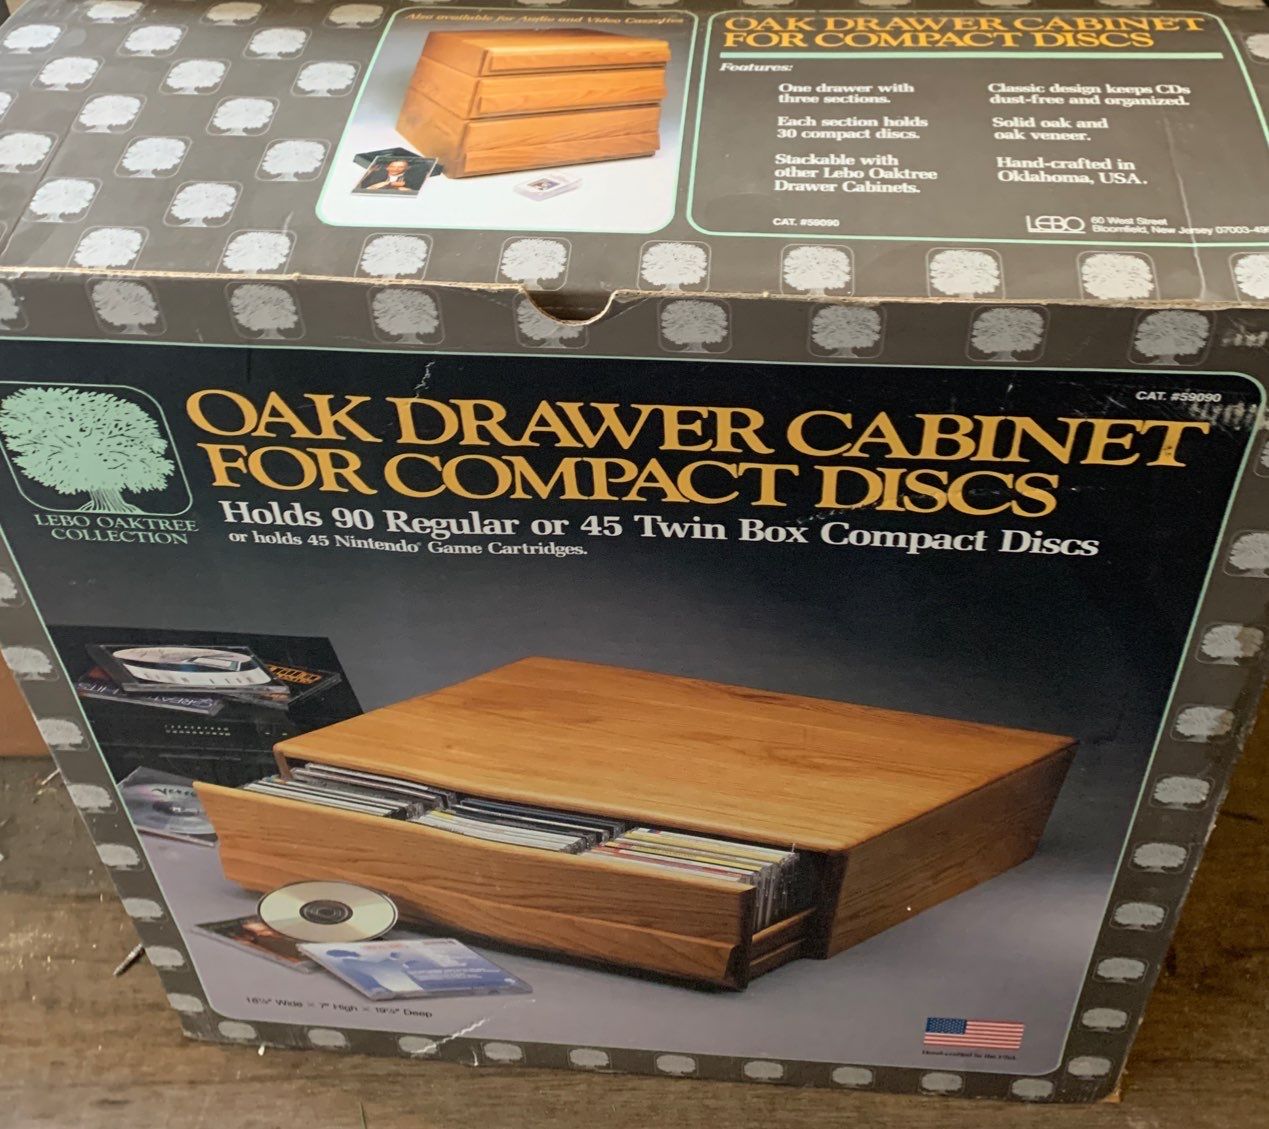 Also available for Audio and Video Cassettes
OAK DRAWER CABINET
FOR COMPACT DISCS
Features:
One drawer with
three sections.
Each section holds
30 compact discs.
Stackable with
other Lebo Oaktree
Drawer Cabinets.
Classic design keeps CDs
dust-free and organized.
Solid oak and
oak veneer.
Hand-crafted in
Oklahoma, USA.
CAT. #59090
LEBO
60 West Street
Bloomfield, New Jersey 07003-
CAT. #59090
OAK DRAWER CABINET
FOR COMPACT DISCS
Holds 90 Regular or 45 Twin Box Compact Discs
or holds 45 Nintendo Game Cartridges.
LEBO OAKTREE
COLLECTION
Wide × 7" High × Deep
Hand-crafted in the USA.